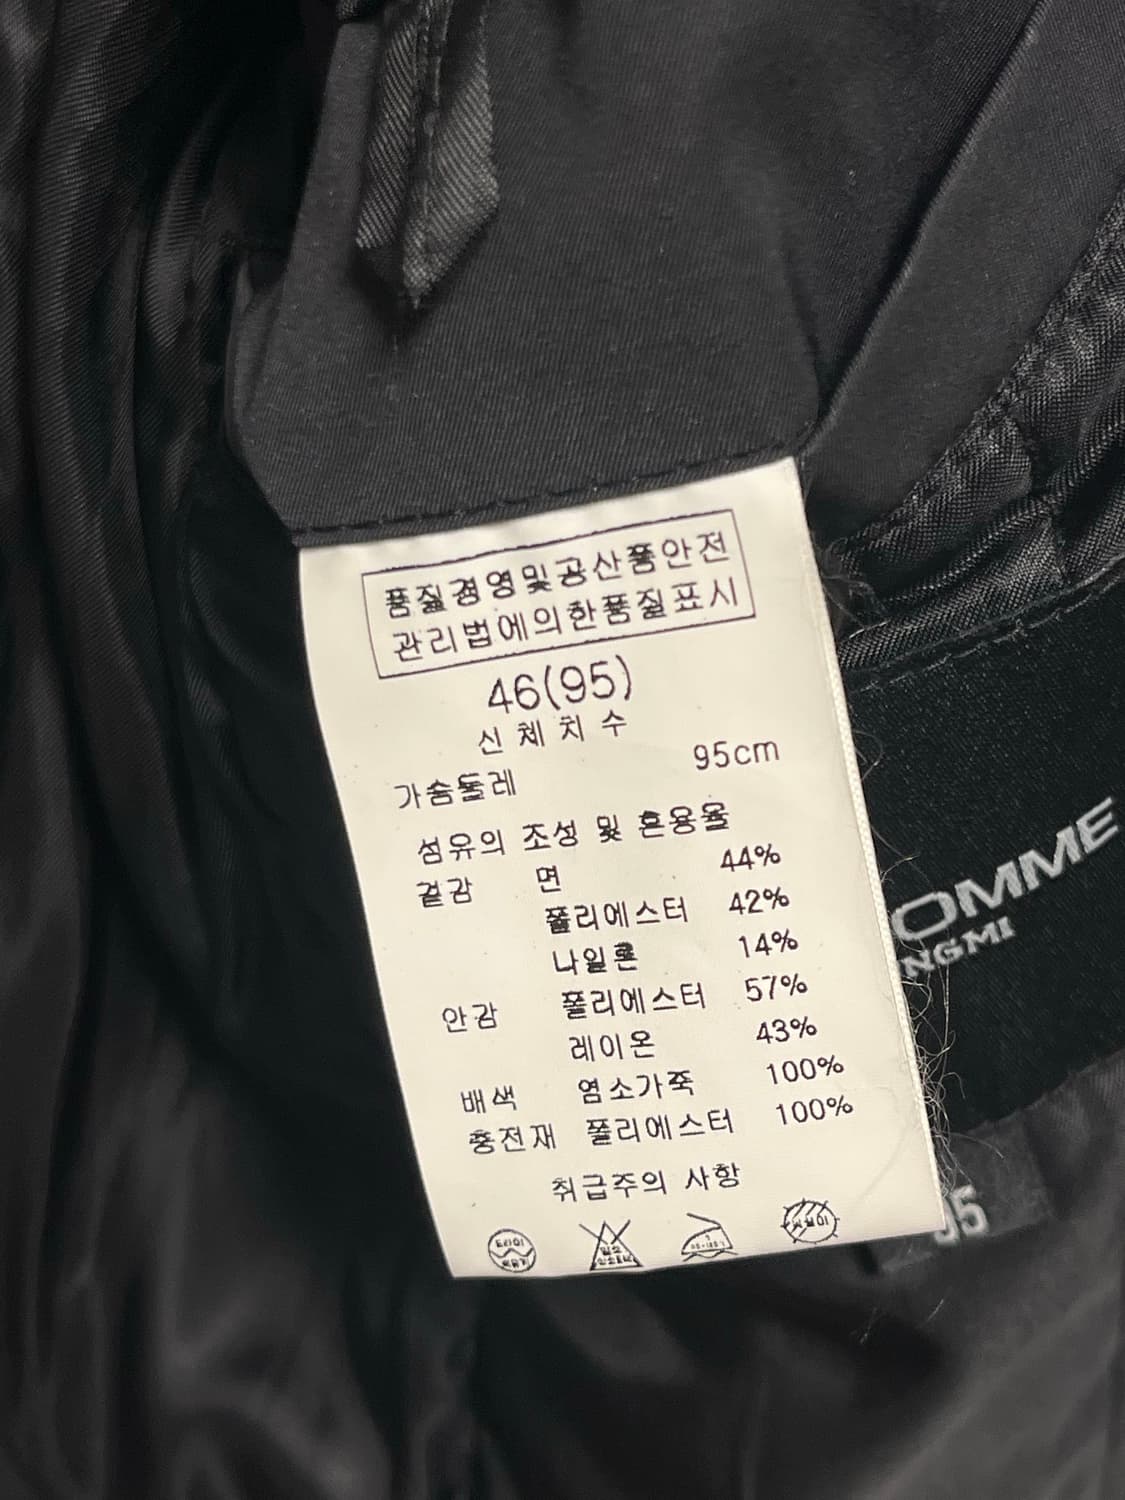 품질경영및공산품안전
관리법에의한품질표시
46(95)
신체치수
가슴둘레 95cm
섬유의 조성 및 혼용율
겉감 면 44%
폴리에스터 42%
나일론 14%
안감 폴리에스터 57%
레이온 43%
배색 염소가죽 100%
충전재 폴리에스터 100%
취급주의 사항
드라이
OMME
NGMI
95